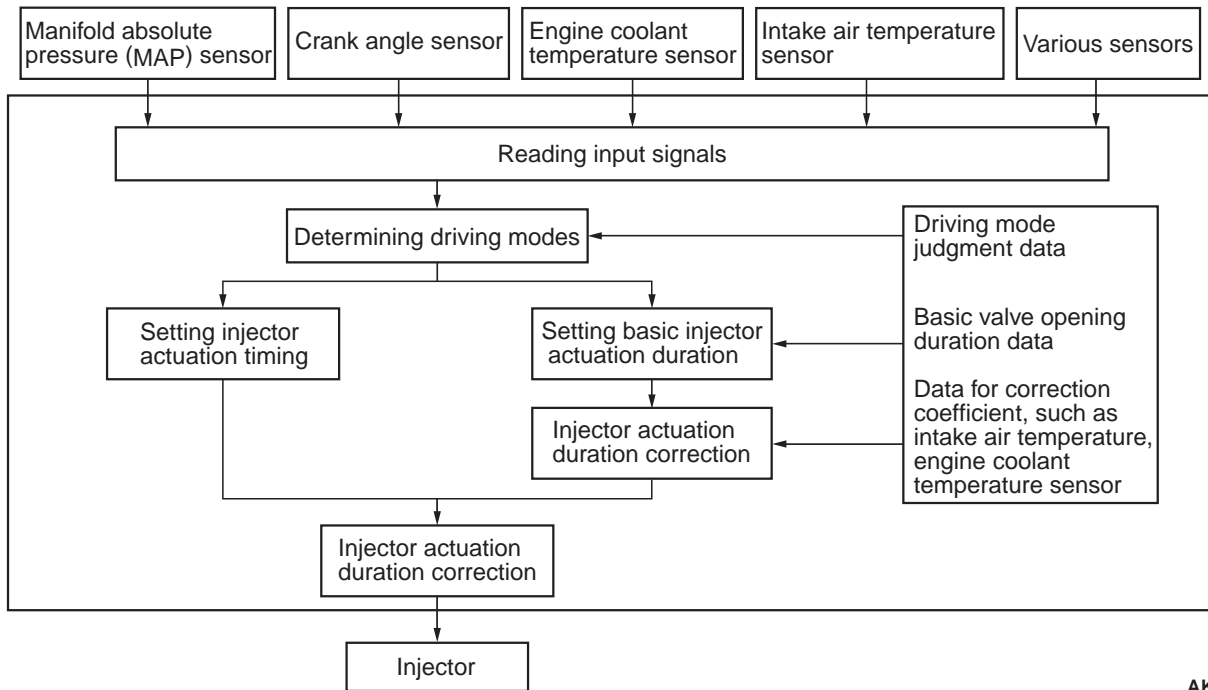 Manifold absolute
pressure (MAP) sensor
Crank angle sensor
Engine coolant
temperature sensor
Intake air temperature
sensor
Various sensors
Reading input signals
Determining driving modes
Driving mode
judgment data
Setting injector
actuation timing
Setting basic injector
actuation duration
Basic valve opening
duration data
Injector actuation
duration correction
Data for correction
coefficient, such as
intake air temperature,
engine coolant
temperature sensor
Injector actuation
duration correction
Injector
AK